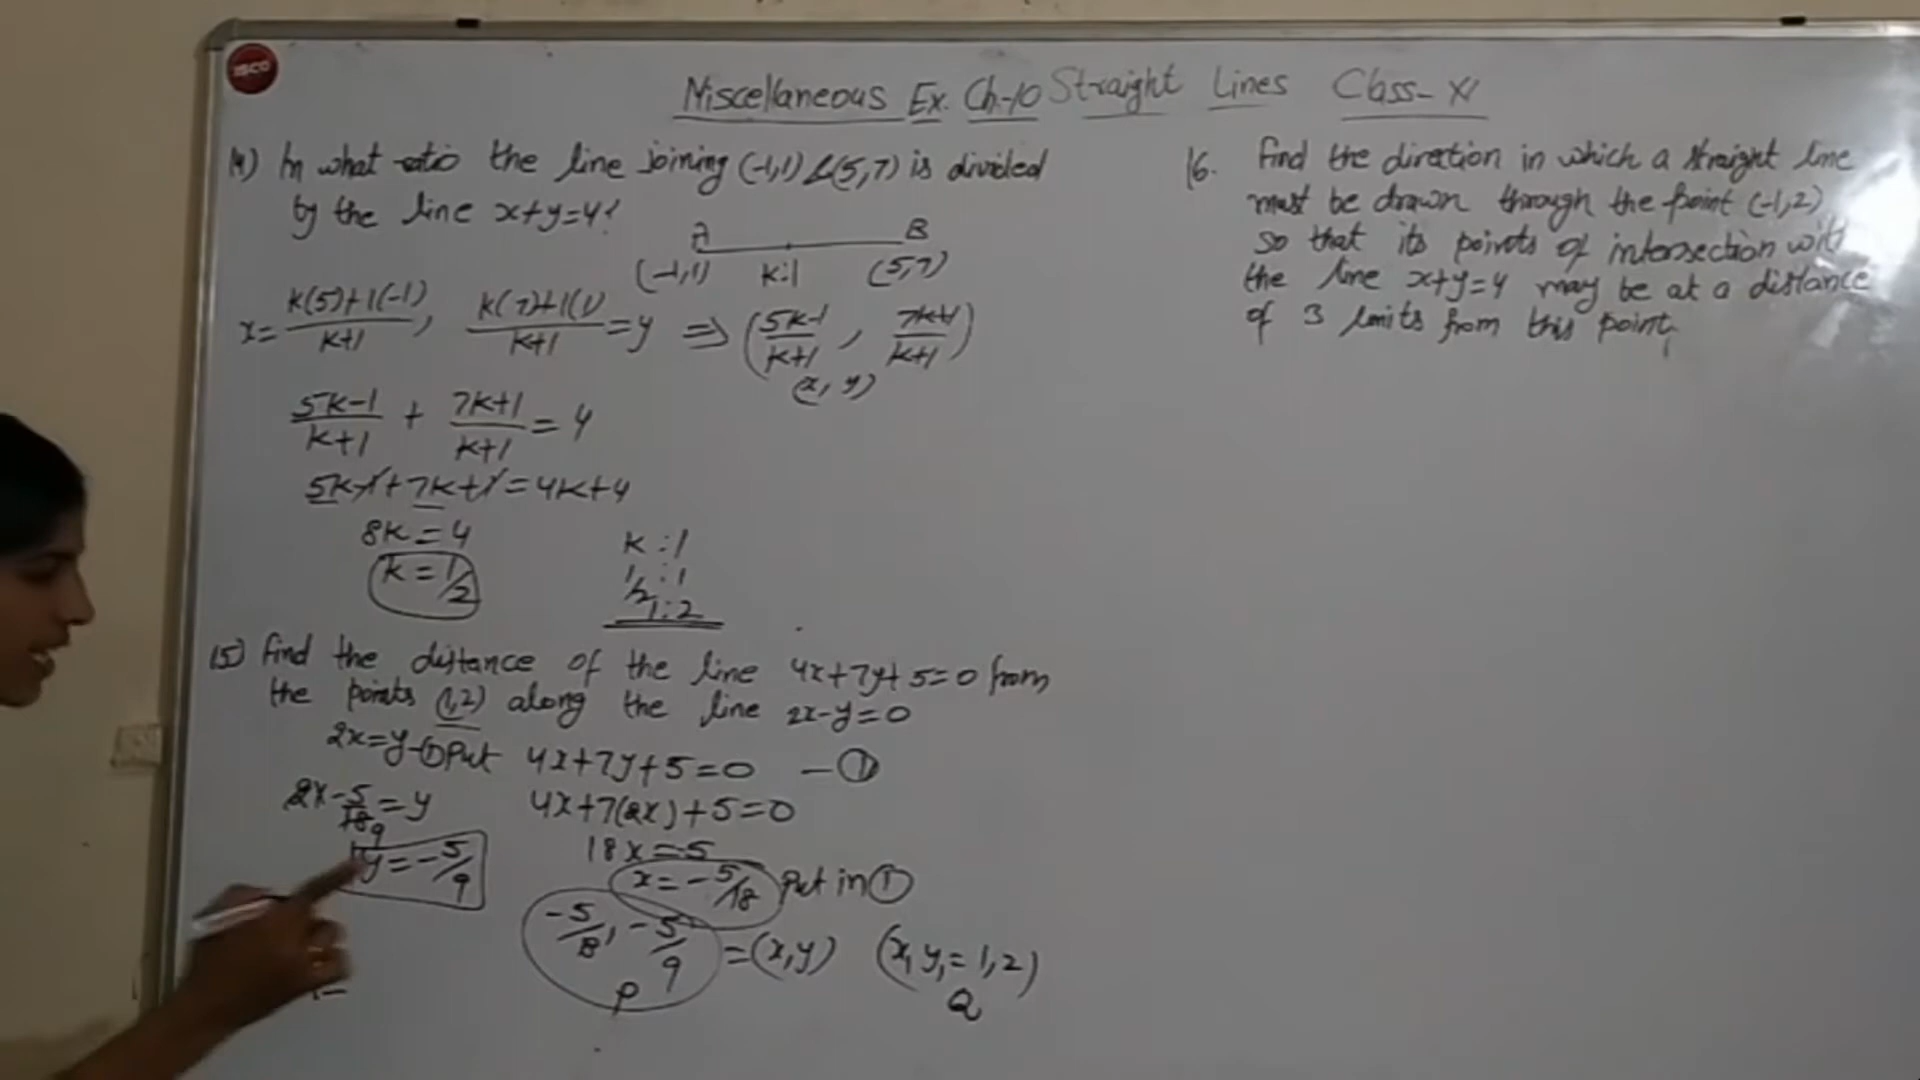 ISCO
Miscellaneous Ex. Ch-10 Straight Lines Class-XI
14) In what ratio the line joining (-1,1) & (5,7) is divided
by the line x+y=4?
A B
(-1,1) k:1 (5,7)
x = k(5)+1(-1)/k+1, k(7)+1(1)/k+1 = y ⇒ (5k-1/k+1, 7k+1/k+1)
(x, y)
5k-1/k+1 + 7k+1/k+1 = 4
5k-1+7k+1=4k+4
8k=4
k=1/2
k:1
1/2:1
1:2
15) Find the distance of the line 4x+7y+5=0 from
the points (1,2) along the line 2x-y=0
2x=y-① Put 4x+7y+5=0 -①
2x-5/18 9=y 4x+7(2x)+5=0
y=-5/9 18x=-5
x=-5/18 Put in ①
-5/18, -5/9 =(x,y) (x₁ y₁=1,2)
P Q
16. Find the direction in which a straight line
must be drawn through the point (-1,2)
so that its points of intersection with
the line x+y=4 may be at a distance
of 3 units from this point.